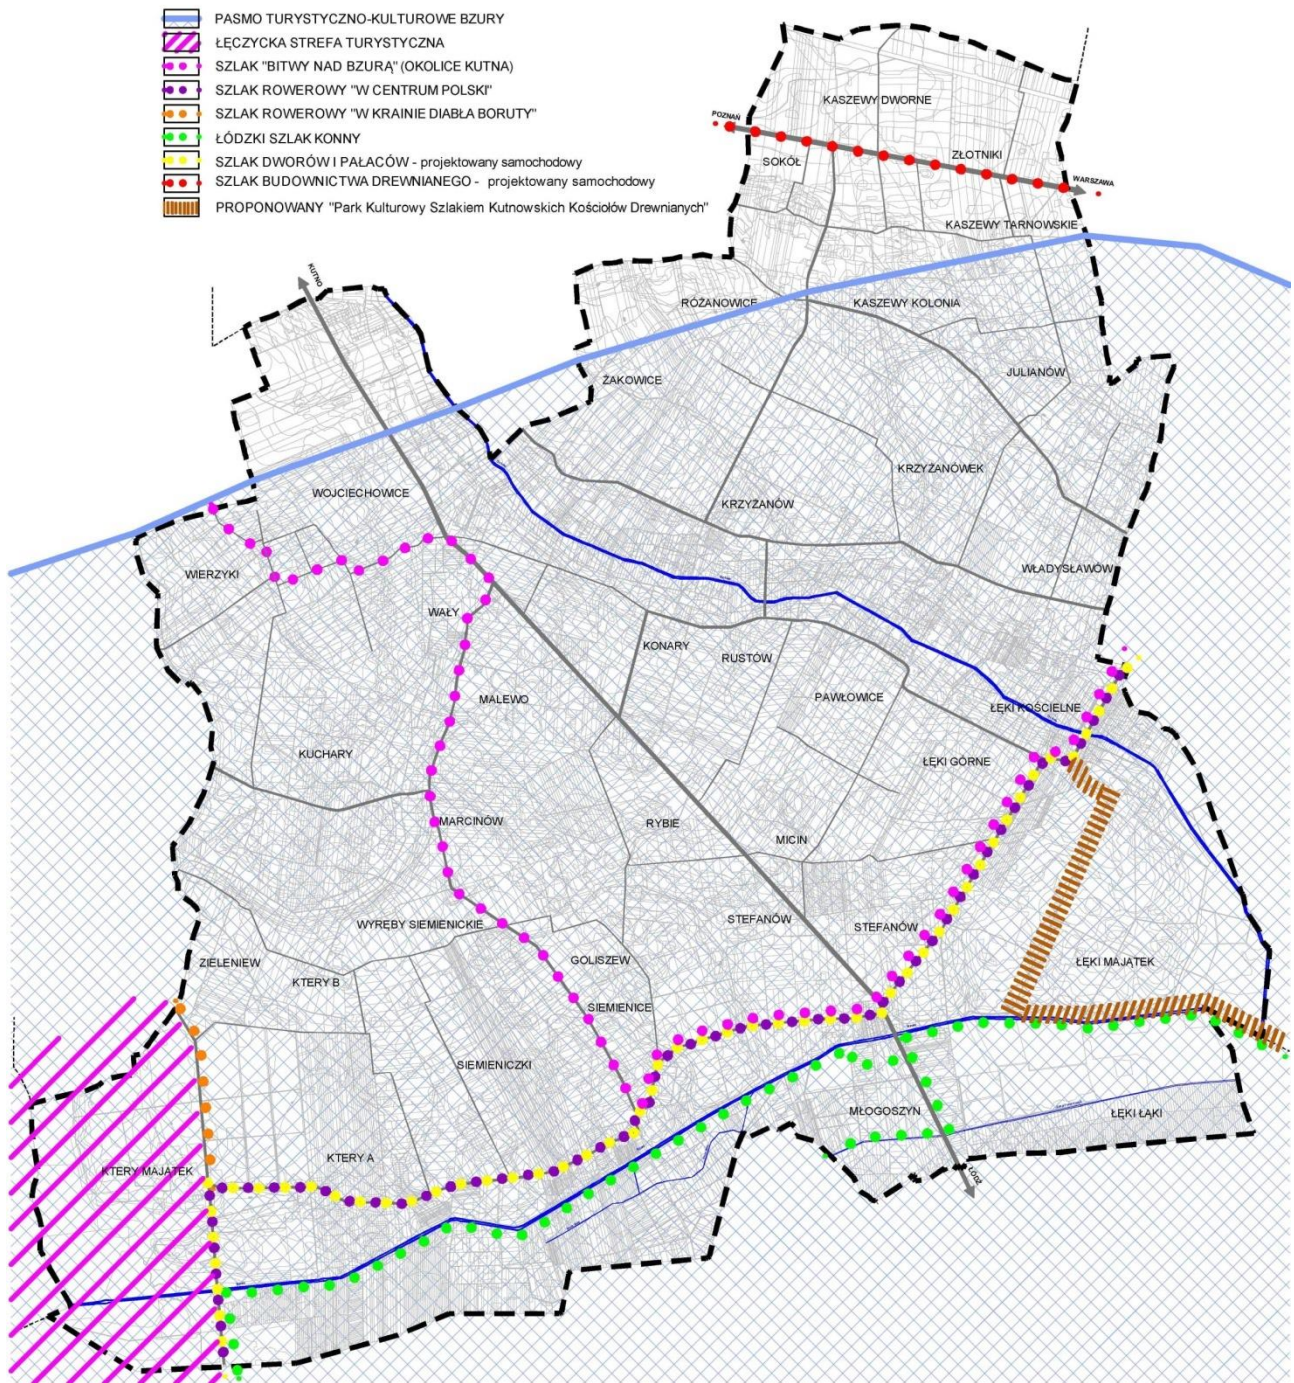 PASMO TURYSTYCZNO-KULTUROWE BZURY
ŁĘCZYCKA STREFA TURYSTYCZNA
SZLAK "BITWY NAD BZURĄ" (OKOLICE KUTNA)
SZLAK ROWEROWY "W CENTRUM POLSKI"
SZLAK ROWEROWY "W KRAINIE DIABŁA BORUTY"
ŁÓDZKI SZLAK KONNY
SZLAK DWORÓW I PAŁACÓW - projektowany samochodowy
SZLAK BUDOWNICTWA DREWNIANEGO - projektowany samochodowy
PROPONOWANY "Park Kulturowy Szlakiem Kutnowskich Kościołów Drewnianych"
KASZEWY DWORNE
POZNAŃ
SOKÓŁ
ZŁOTNIKI
WARSZAWA
KASZEWY TARNOWSKIE
KUTNO
RÓŻANOWICE
KASZEWY KOLONIA
ŻAKOWICE
JULIANÓW
KRZYŻANÓWEK
WOJCIECHOWICE
KRZYŻANÓW
WIERZYKI
WŁADYSŁAWÓW
WAŁY
KONARY
RUSTÓW
MALEWO
PAWŁOWICE
ŁĘKI KOŚCIELNE
KUCHARY
ŁĘKI GÓRNE
MARCINÓW
RYBIE
MICIN
WYRĘBY SIEMIENICKIE
STEFANÓW
STEFANÓW
ZIELENIEW
GOLISZEW
ŁĘKI MAJĄTEK
KTERY B
SIEMIENICE
SIEMIENICZKI
MŁOGOSZYN
ŁĘKI ŁĄKI
KTERY MAJĄTEK
KTERY A
ŁÓDŹ